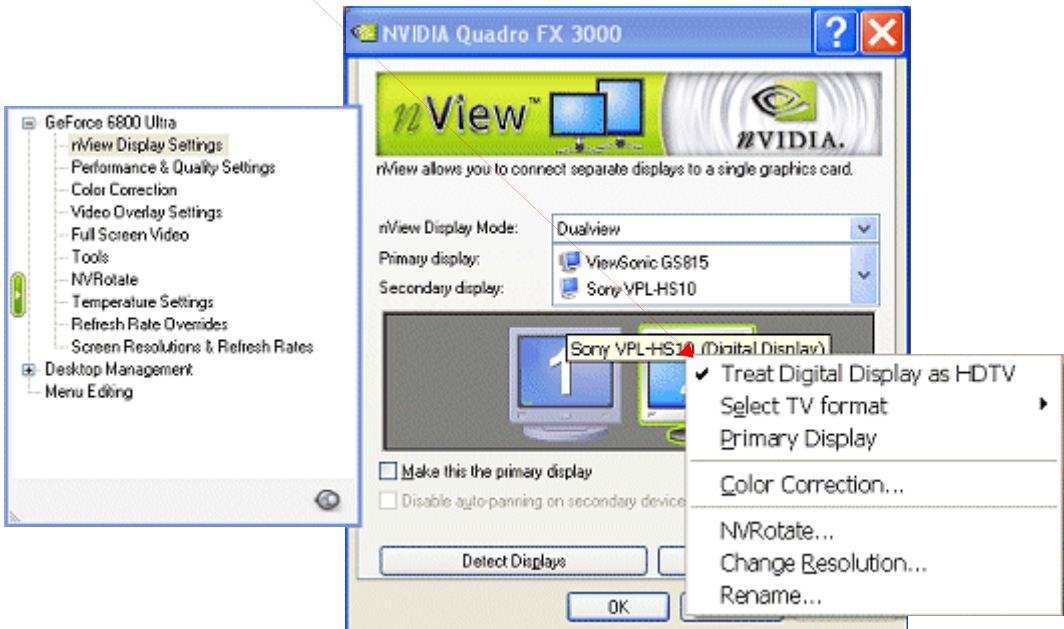 NVIDIA Quadro FX 3000
GeForce 6800 Ultra
nView Display Settings
Performance & Quality Settings
Color Correction
Video Overlay Settings
Full Screen Video
Tools
NVRotate
Temperature Settings
Refresh Rate Overrides
Screen Resolutions & Refresh Rates
Desktop Management
Menu Editing
nView™
nVIDIA.
nView allows you to connect separate displays to a single graphics card.
nView Display Mode: Dualview
Primary display: ViewSonic GS815
Secondary display: Sony VPL-HS10
1
Sony VPL-HS10 (Digital Display)
Make this the primary display
Disable auto-panning on secondary device
Detect Displays
OK
Treat Digital Display as HDTV
Select TV format
Primary Display
Color Correction...
NVRotate...
Change Resolution...
Rename...